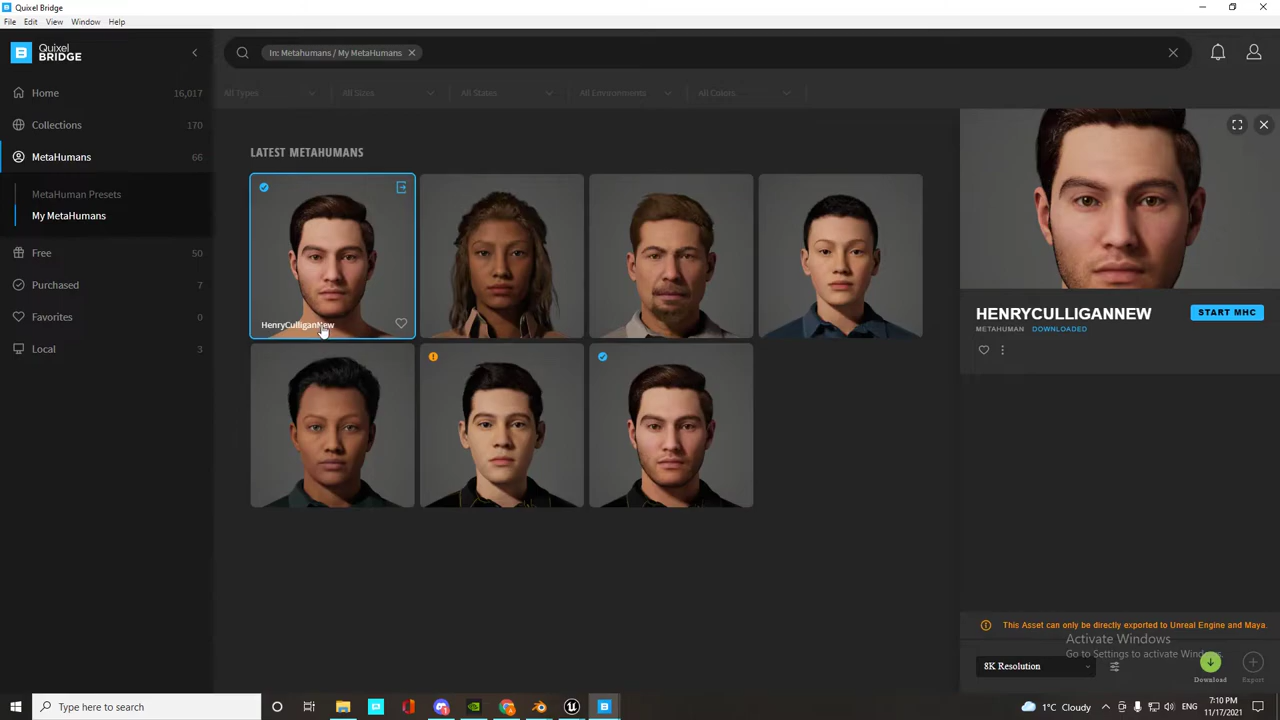 Quixel Bridge
File Edit View Window Help
Quixel
BRIDGE
In: Metahumans / My MetaHumans
Home 16,017
All Types All Sizes All States All Environments All Colors
Collections 170
MetaHumans 66
LATEST METAHUMANS
MetaHuman Presets
My MetaHumans
Free 50
Purchased 7
Favorites 0
Local 3
HenryCulliganNew
HENRYCULLIGANNEW
START MHC
METAHUMAN DOWNLOADED
This Asset can only be directly exported to Unreal Engine and Maya.
Activate Windows
Go to Settings to activate Windows.
8K Resolution
Download
Export
Type here to search
1°C Cloudy
ENG
7:10 PM
11/17/2021